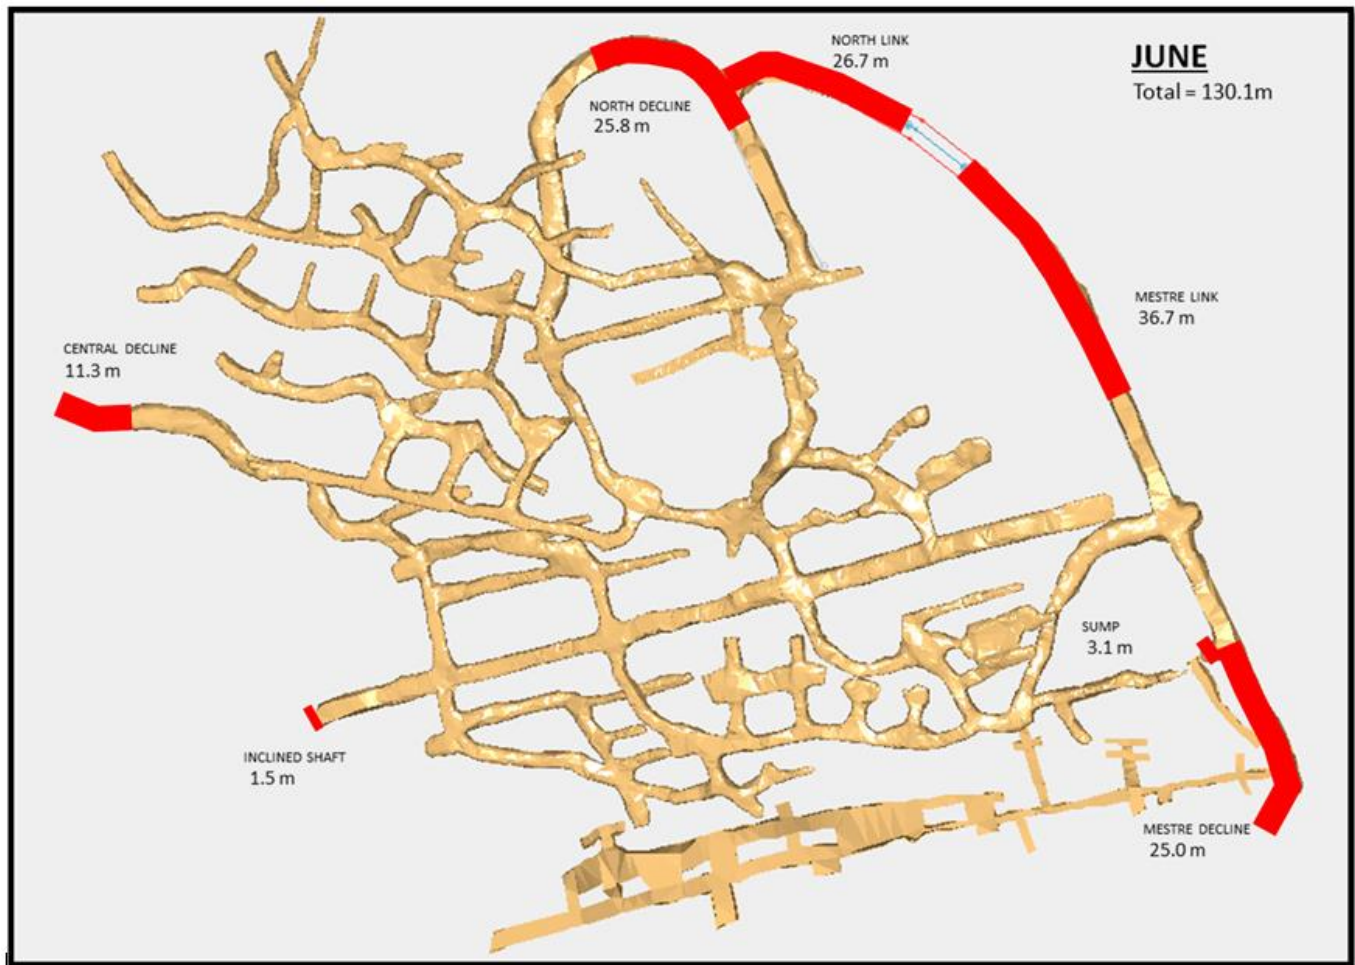 JUNE
Total = 130.1m
NORTH LINK
26.7 m
NORTH DECLINE
25.8 m
MESTRE LINK
36.7 m
CENTRAL DECLINE
11.3 m
SUMP
3.1 m
INCLINED SHAFT
1.5 m
MESTRE DECLINE
25.0 m